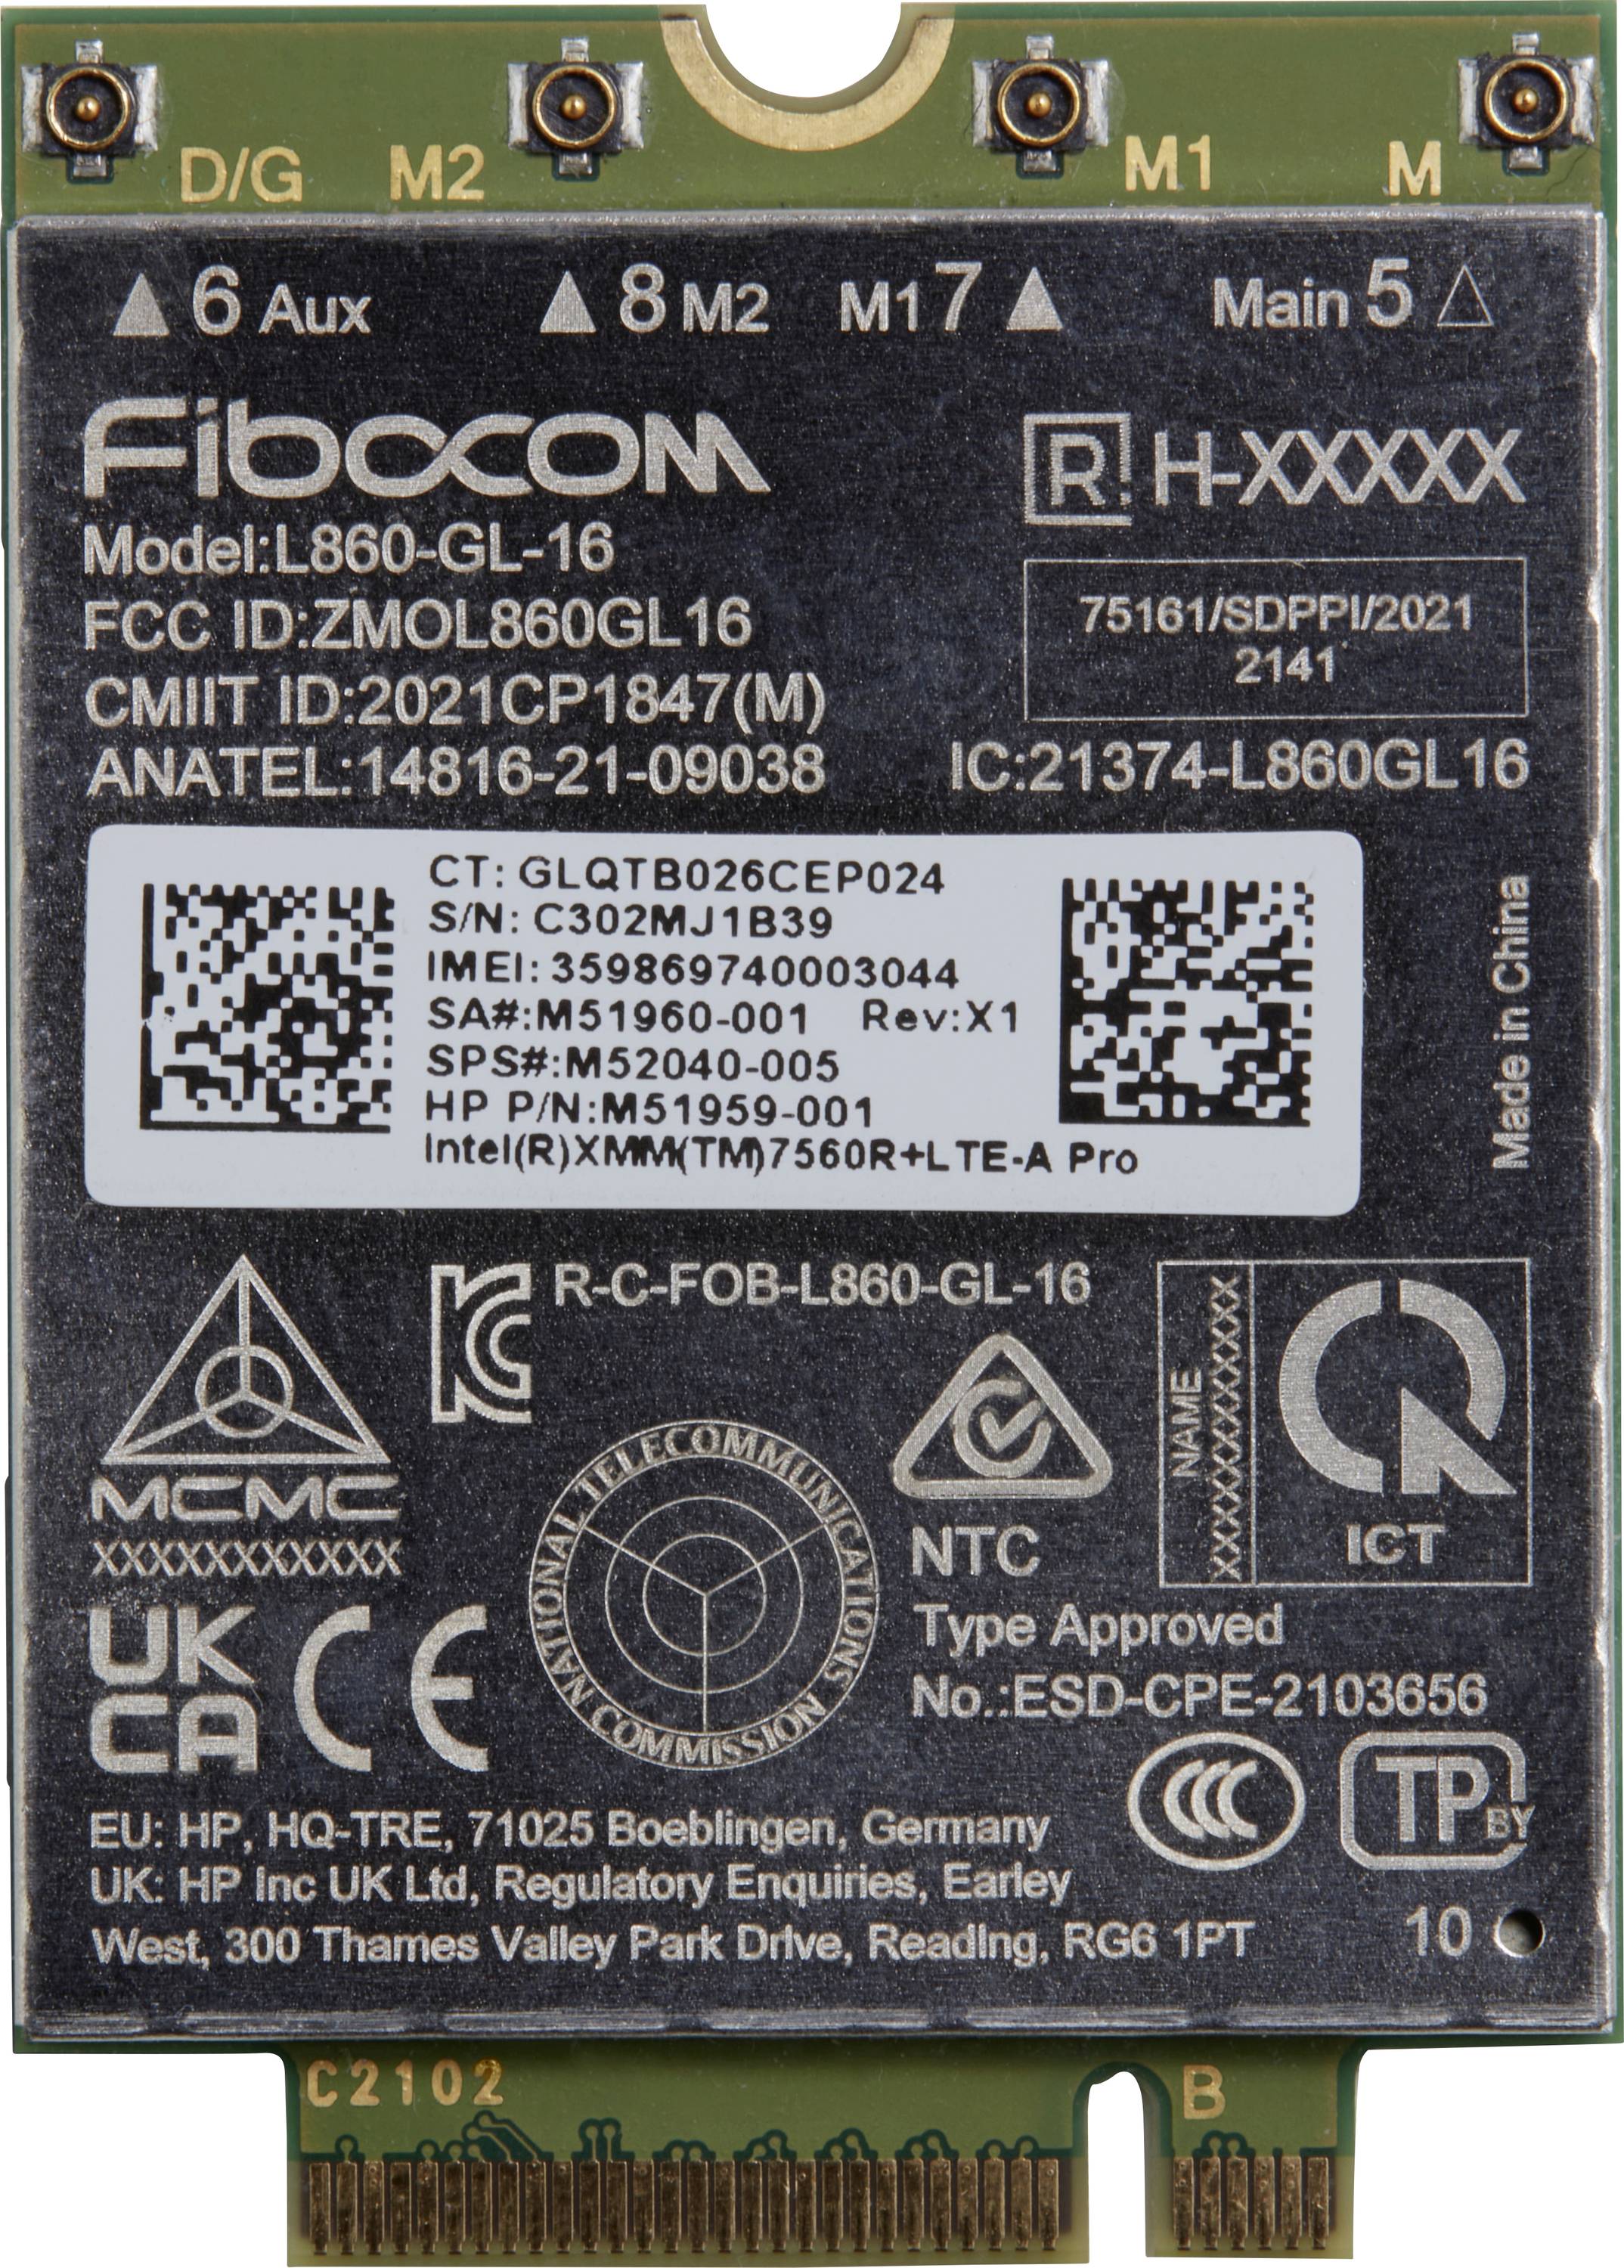 D/G M2 M1 M
6 Aux 8 M2 M1 7 Main 5
Fibocom
R H-XXXXX
Model:L860-GL-16
FCC ID:ZMOL860GL16
75161/SDPPI/2021
2141
CMIIT ID:2021CP1847(M)
ANATEL:14816-21-09038
IC:21374-L860GL16
CT: GLQTB026CEP024
S/N: C302MJ1B39
IMEI: 359869740003044
SA#:M51960-001 Rev:X1
SPS#:M52040-005
HP P/N:M51959-001
Intel(R)XMM(TM)7560R+LTE-A Pro
Made in China
R-C-FOB-L860-GL-16
MCMC
XXXXXXXXXXX
NATIONAL TELECOMMUNICATIONS COMMISSION
NTC
Type Approved
No.:ESD-CPE-2103656
NAME
ICT
UK
CA
CE
CCC
TP
BY
EU: HP, HQ-TRE, 71025 Boeblingen, Germany
UK: HP Inc UK Ltd, Regulatory Enquiries, Earley
West, 300 Thames Valley Park Drive, Reading, RG6 1PT
10
C2102
B